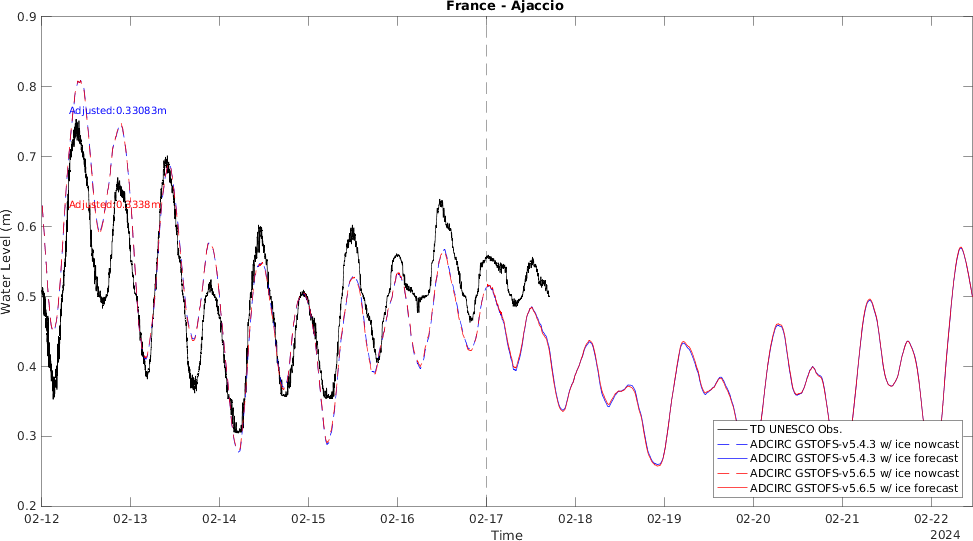 France - Ajaccio
0.9
0.8
0.7
0.6
0.5
0.4
0.3
0.2
Water Level (m)
Adjusted:0.33083m
Adjusted:0.3338m
TD UNESCO Obs.
ADCIRC GSTOFS-v5.4.3 w/ ice nowcast
ADCIRC GSTOFS-v5.4.3 w/ ice forecast
ADCIRC GSTOFS-v5.6.5 w/ ice nowcast
ADCIRC GSTOFS-v5.6.5 w/ ice forecast
02-12 02-13 02-14 02-15 02-16 02-17 02-18 02-19 02-20 02-21 02-22
Time
2024